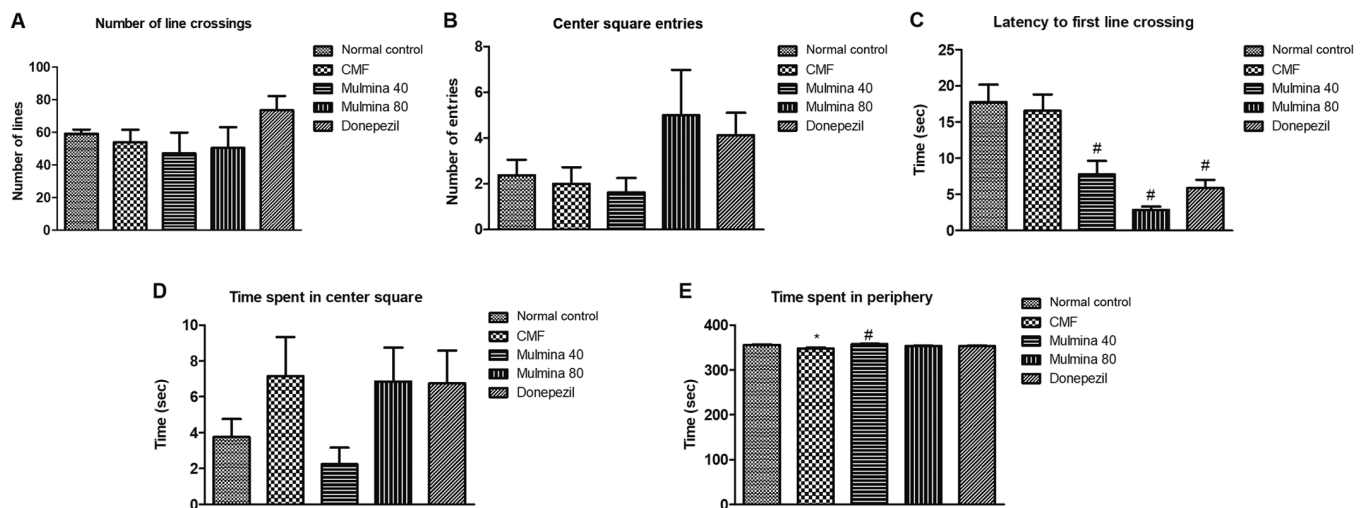 A
Number of line crossings
Number of lines
100
80
60
40
20
0
Normal control
CMF
Mulmina 40
Mulmina 80
Donepezil
B
Center square entries
Number of entries
8
6
4
2
0
Normal control
CMF
Mulmina 40
Mulmina 80
Donepezil
C
Latency to first line crossing
Time (sec)
25
20
15
10
5
0
#
#
#
Normal control
CMF
Mulmina 40
Mulmina 80
Donepezil
D
Time spent in center square
Time (sec)
10
8
6
4
2
0
Normal control
CMF
Mulmina 40
Mulmina 80
Donepezil
E
Time spent in periphery
Time (sec)
400
300
200
100
0
*
#
Normal control
CMF
Mulmina 40
Mulmina 80
Donepezil